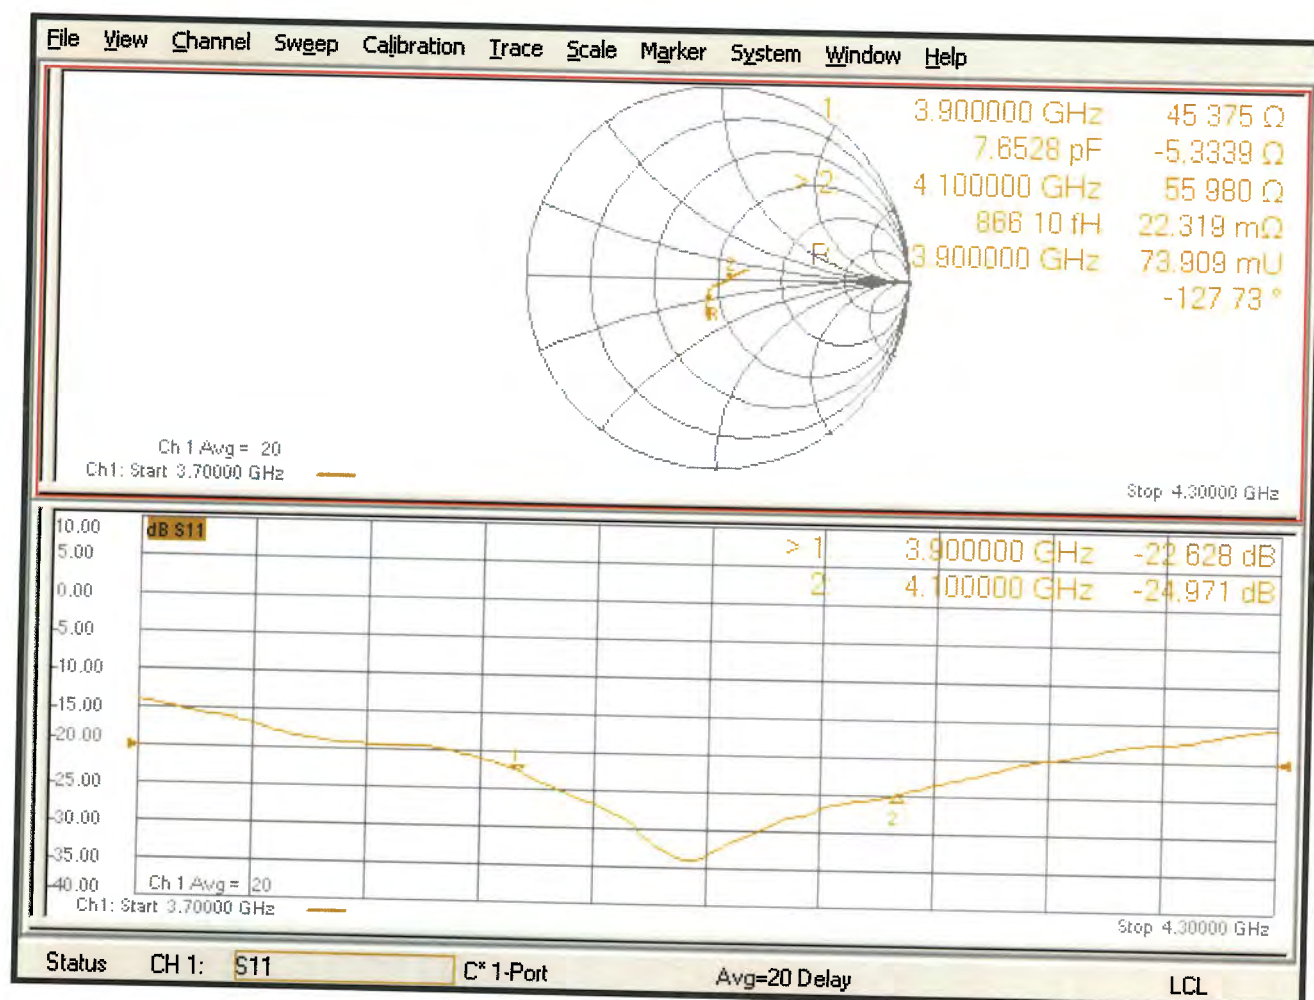 File View Channel Sweep Calibration Trace Scale Marker System Window Help
1. 3.900000 GHz 45.375 Ω
7.6528 pF -5.3339 Ω
> 2 4.100000 GHz 55.980 Ω
866.10 fH 22.319 mΩ
R 3.900000 GHz 73.909 mU
-127.73 °
2
R
Ch 1 Avg = 20
Ch1: Start 3.70000 GHz
Stop 4.30000 GHz
10.00 dB S11
> 1 3.900000 GHz -22.628 dB
5.00
2 4.100000 GHz -24.971 dB
0.00
-5.00
-10.00
-15.00
-20.00
1
-25.00
-30.00
2
-35.00
-40.00
Ch 1 Avg = 20
Ch1: Start 3.70000 GHz
Stop 4.30000 GHz
Status CH 1: S11 C* 1-Port Avg=20 Delay LCL